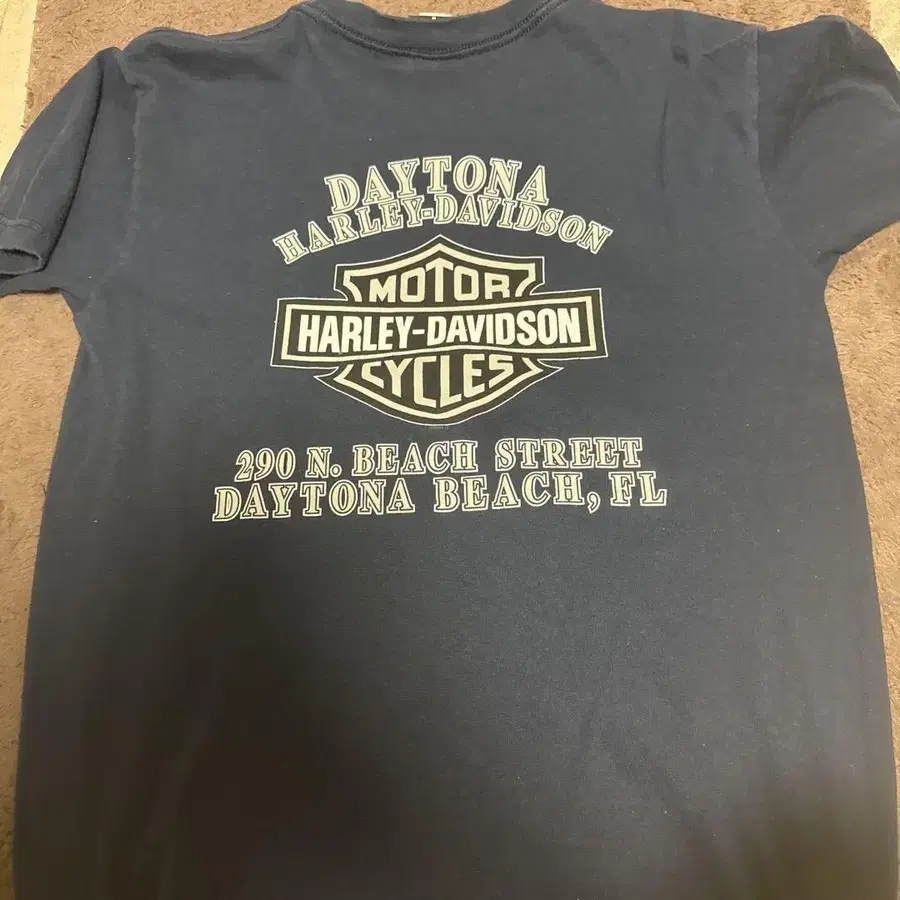 DAYTONA
HARLEY-DAVIDSON
MOTOR
HARLEY-DAVIDSON
CYCLES
290 N. BEACH STREET
DAYTONA BEACH, FL